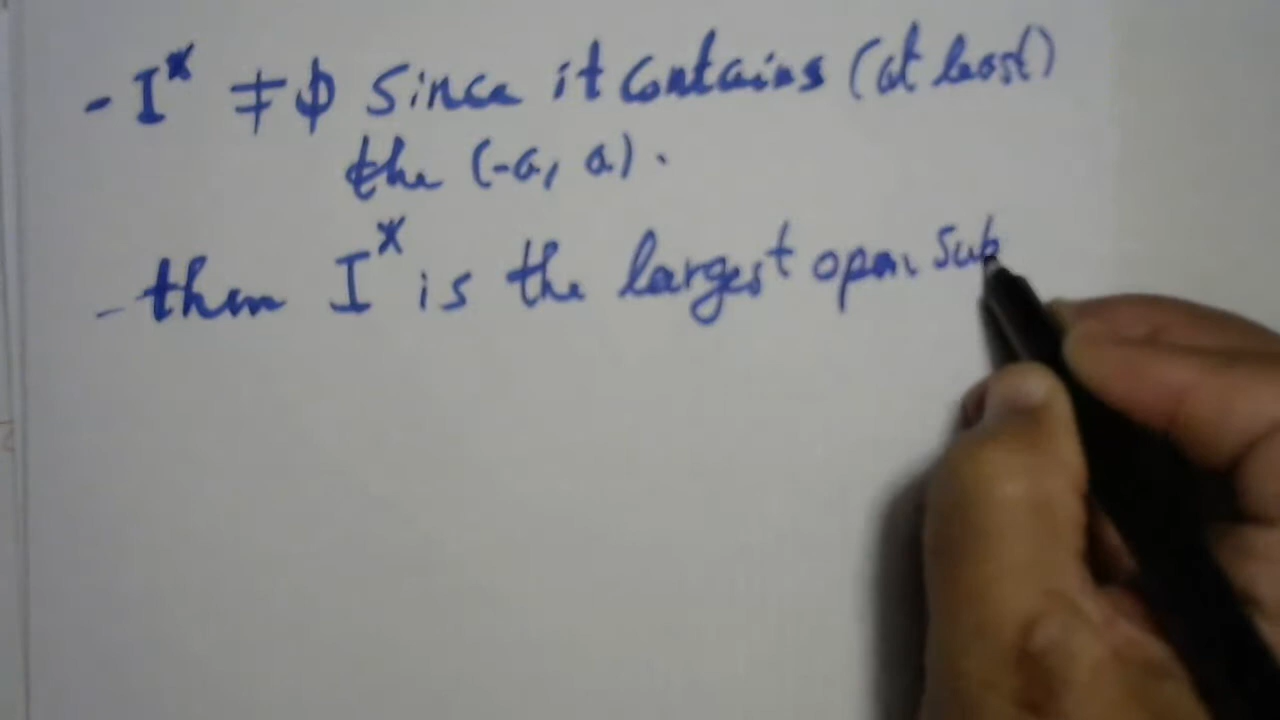 - I* ≠ ϕ Since it contains (at least)
the (-a, a).
- then I* is the largest open Sub